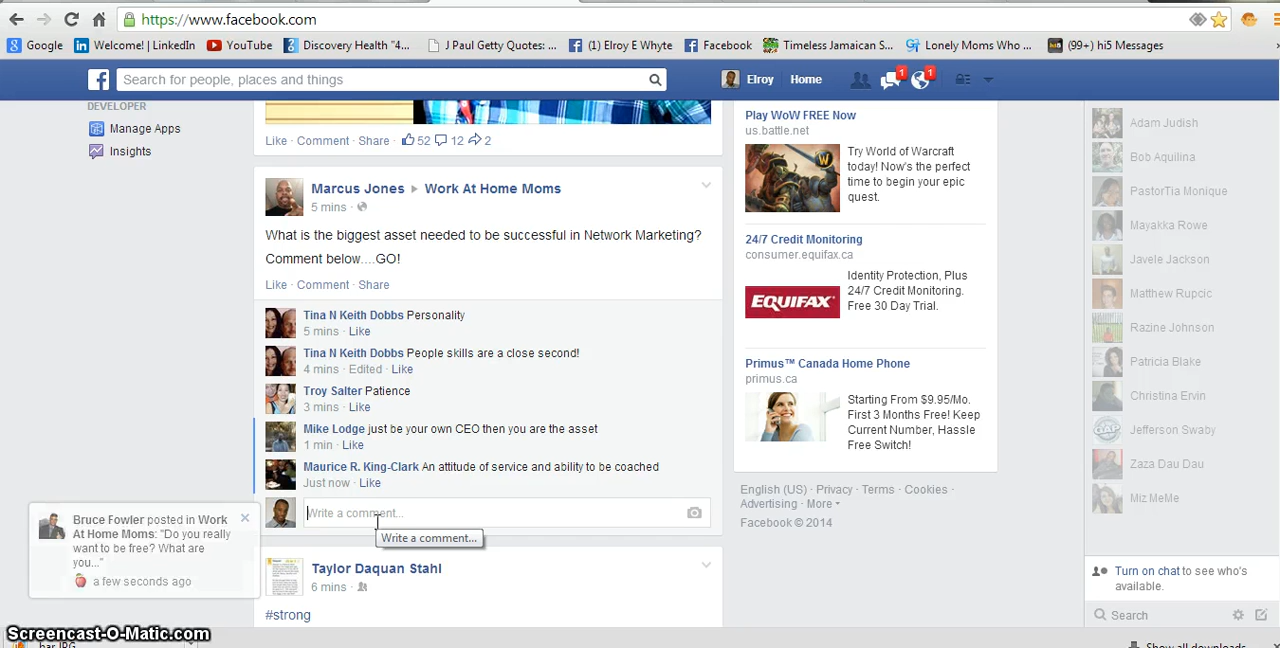 https://www.facebook.com
Google
Welcome! | LinkedIn
YouTube
Discovery Health "4...
J Paul Getty Quotes: ...
(1) Elroy E Whyte
Facebook
Timeless Jamaican S...
Lonely Moms Who ...
(99+) hi5 Messages
Search for people, places and things
Elroy
Home
1
1
DEVELOPER
Manage Apps
Insights
Like · Comment · Share · 52 12 2
Marcus Jones ▸ Work At Home Moms
5 mins ·
What is the biggest asset needed to be successful in Network Marketing?
Comment below....GO!
Like · Comment · Share
Tina N Keith Dobbs Personality
5 mins · Like
Tina N Keith Dobbs People skills are a close second!
4 mins · Edited · Like
Troy Salter Patience
3 mins · Like
Mike Lodge just be your own CEO then you are the asset
1 min · Like
Maurice R. King-Clark An attitude of service and ability to be coached
Just now · Like
Write a comment...
Write a comment...
Bruce Fowler posted in Work
At Home Moms: "Do you really
want to be free? What are
you..."
a few seconds ago
Taylor Daquan Stahl
6 mins ·
#strong
Play WoW FREE Now
us.battle.net
Try World of Warcraft
today! Now's the perfect
time to begin your epic
quest.
24/7 Credit Monitoring
consumer.equifax.ca
EQUIFAX
Identity Protection, Plus
24/7 Credit Monitoring.
Free 30 Day Trial.
Primus™ Canada Home Phone
primus.ca
Starting From $9.95/Mo.
First 3 Months Free! Keep
Current Number, Hassle
Free Switch!
English (US) · Privacy · Terms · Cookies ·
Advertising · More
Facebook © 2014
Adam Judish
Bob Aquilina
PastorTia Monique
Mayakka Rowe
Javele Jackson
Matthew Rupcic
Razine Johnson
Patricia Blake
Christina Ervin
Jefferson Swaby
Zaza Dau Dau
Miz MeMe
Turn on chat to see who's
available.
Search
Screencast-O-Matic.com
bar.JPG
Show all downloads...